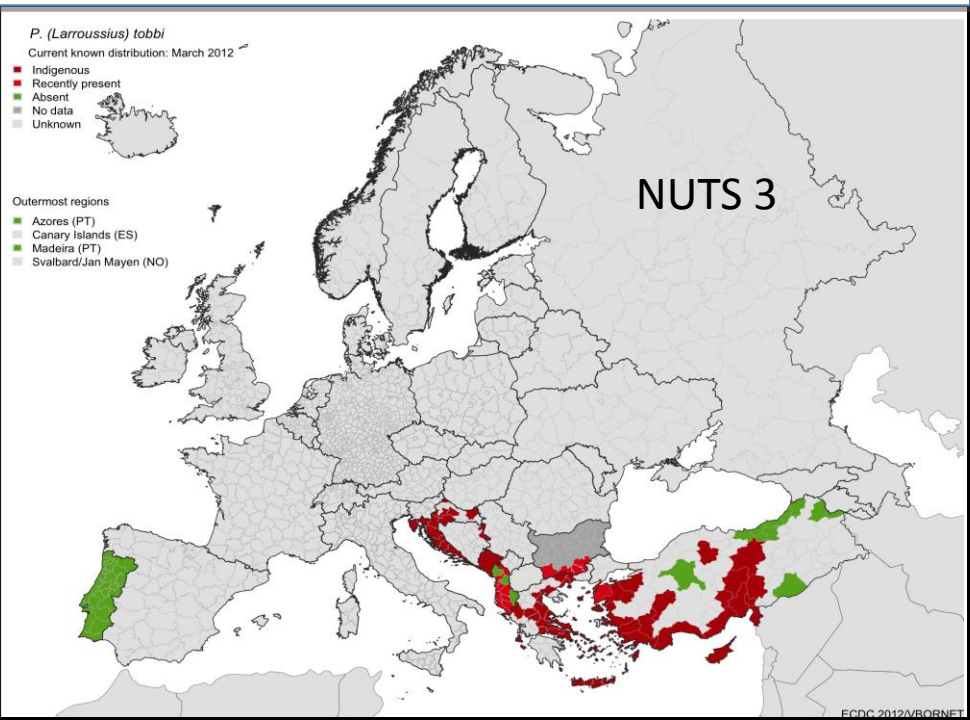 P. (Larroussius) tobbi
Current known distribution: March 2012
Indigenous
Recently present
Absent
No data
Unknown
Outermost regions
Azores (PT)
Canary Islands (ES)
Madeira (PT)
Svalbard/Jan Mayen (NO)
NUTS 3
ECDC 2012/VBORNET